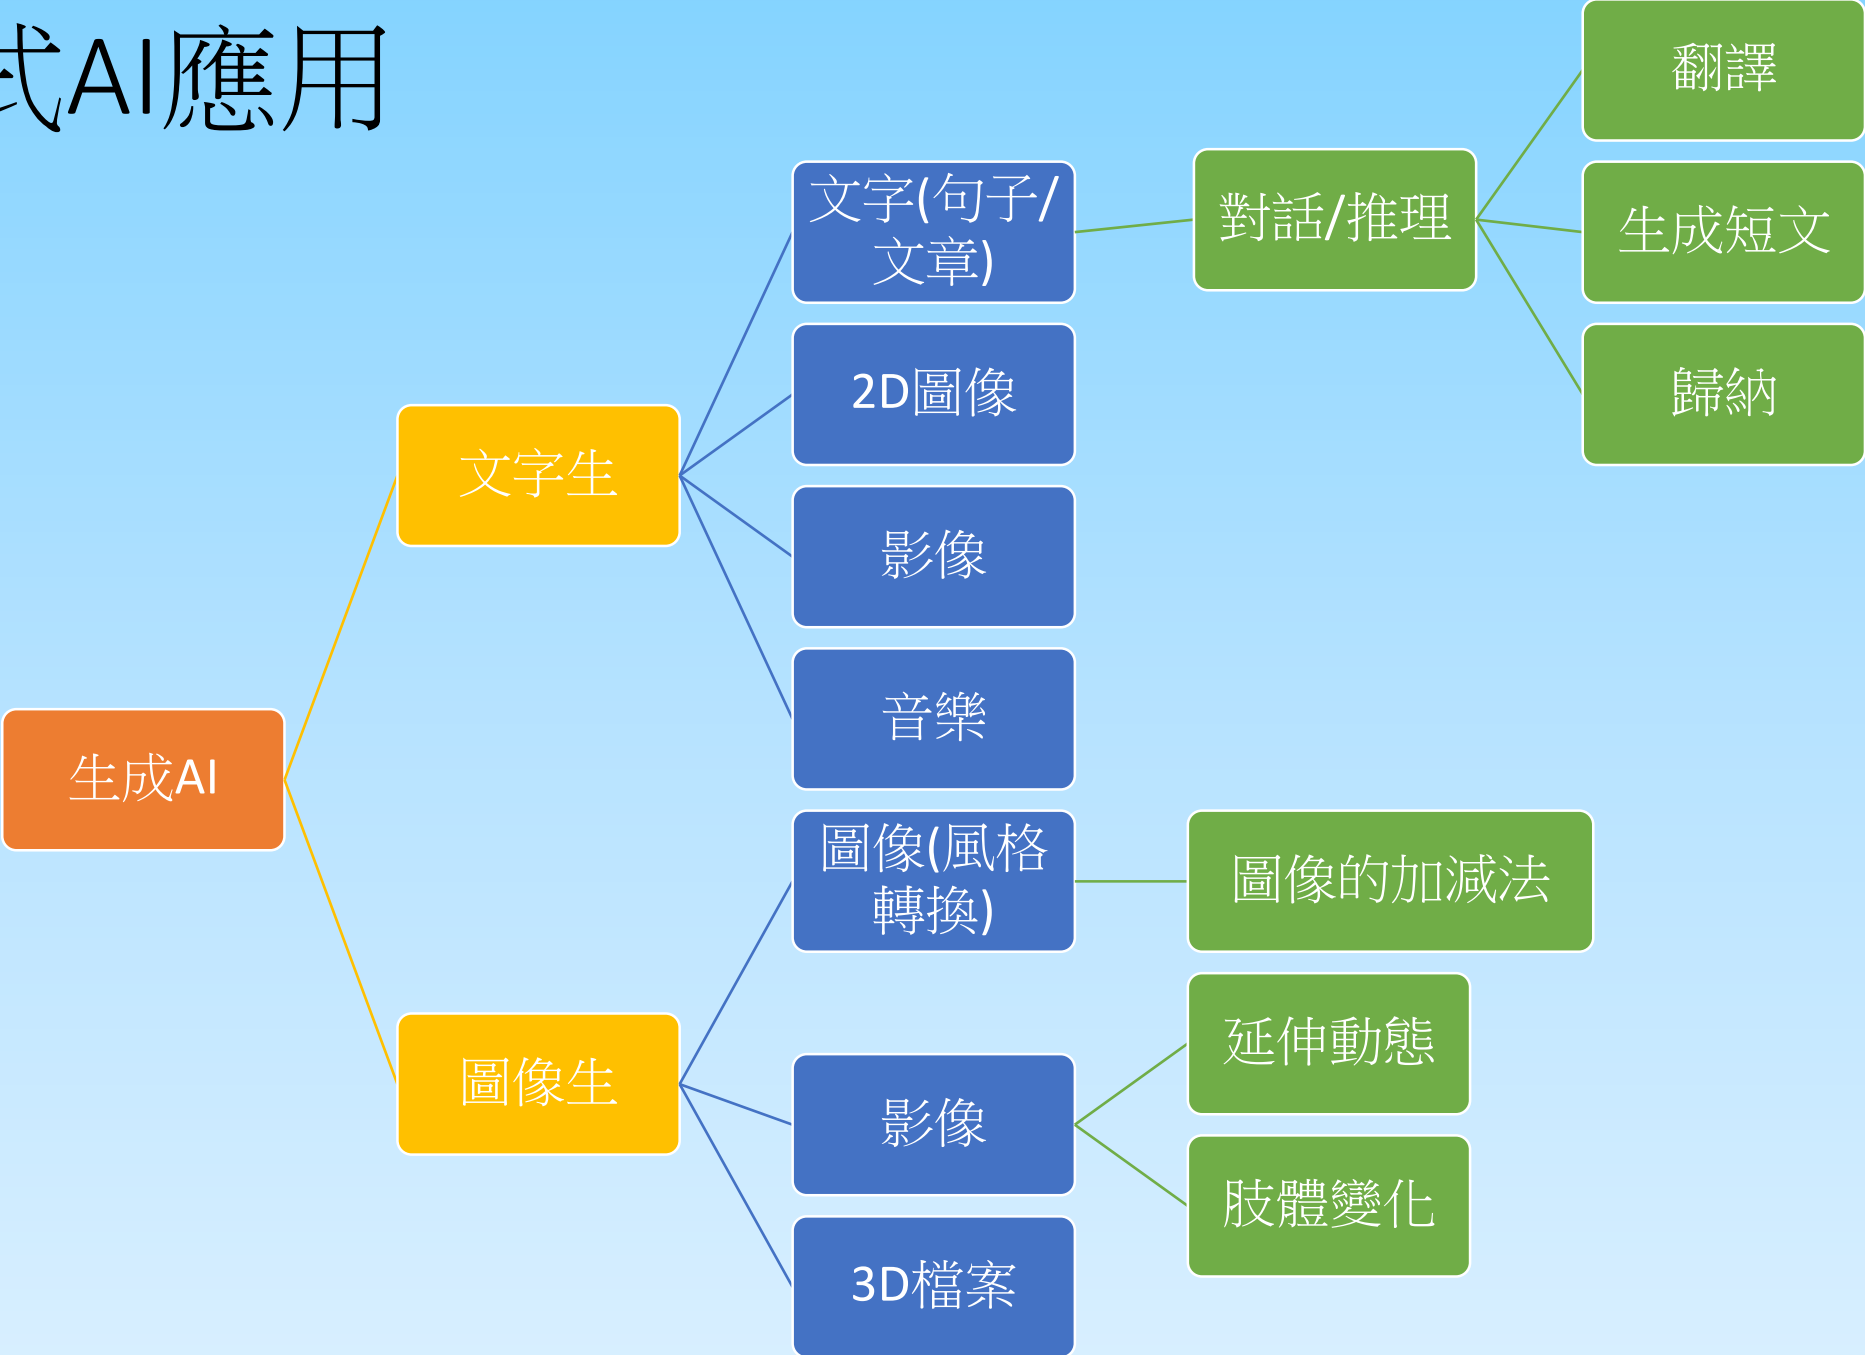 式AI應用
生成AI
文字生
文字(句子/
文章)
對話/推理
翻譯
生成短文
歸納
2D圖像
影像
音樂
圖像生
圖像(風格
轉換)
圖像的加減法
影像
延伸動態
肢體變化
3D檔案